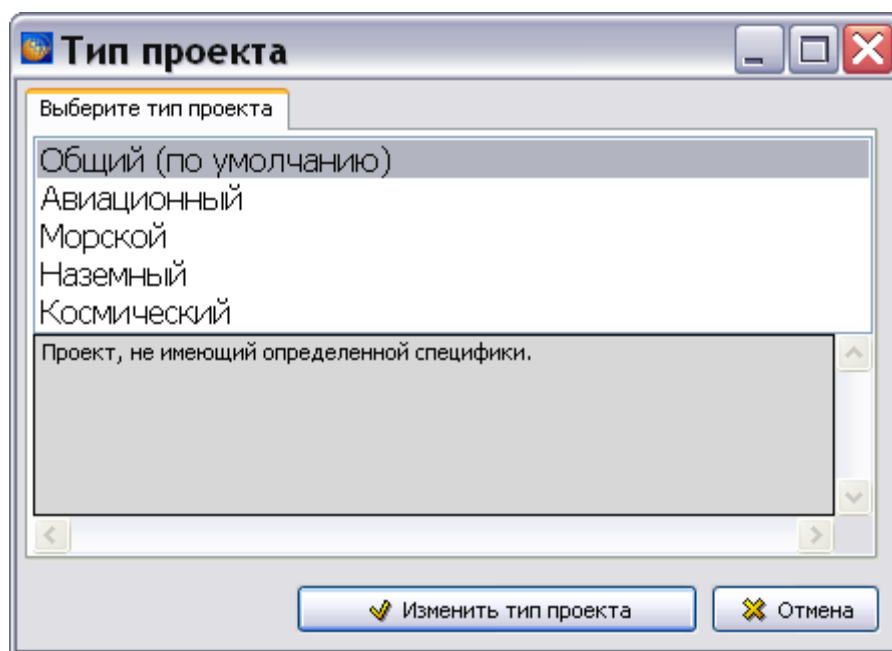 Тип проекта
Выберите тип проекта
Общий (по умолчанию)
Авиационный
Морской
Наземный
Космический
Проект, не имеющий определенной специфики.
Изменить тип проекта
Отмена